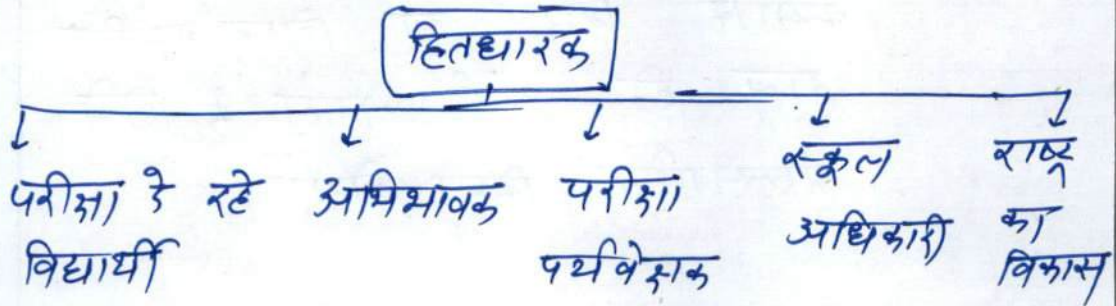 हितधारक
परीक्षा दे रहे विद्यार्थी
अभिभावक
परीक्षा पर्यवेक्षक
स्कूल अधिकारी
राष्ट्र का विकास